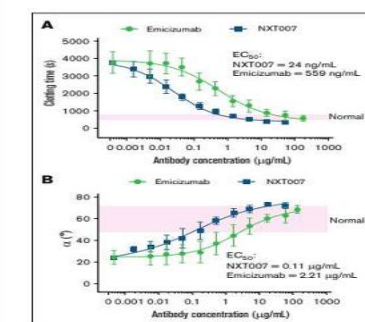 A
Emicizumab NXT007
Clotting time (s)
5000
4000
3000
2000
1000
0
EC50:
NXT007 = 24 ng/mL
Emicizumab = 559 ng/mL
Normal
0 0.001 0.01 0.1 1 10 100 1000
Antibody concentration (µg/mL)
B
Emicizumab NXT007
α (°)
80
60
40
20
0
Normal
EC50:
NXT007 = 0.11 µg/mL
Emicizumab = 2.21 µg/mL
0 0.001 0.01 0.1 1 10 100 1000
Antibody concentration (µg/mL)